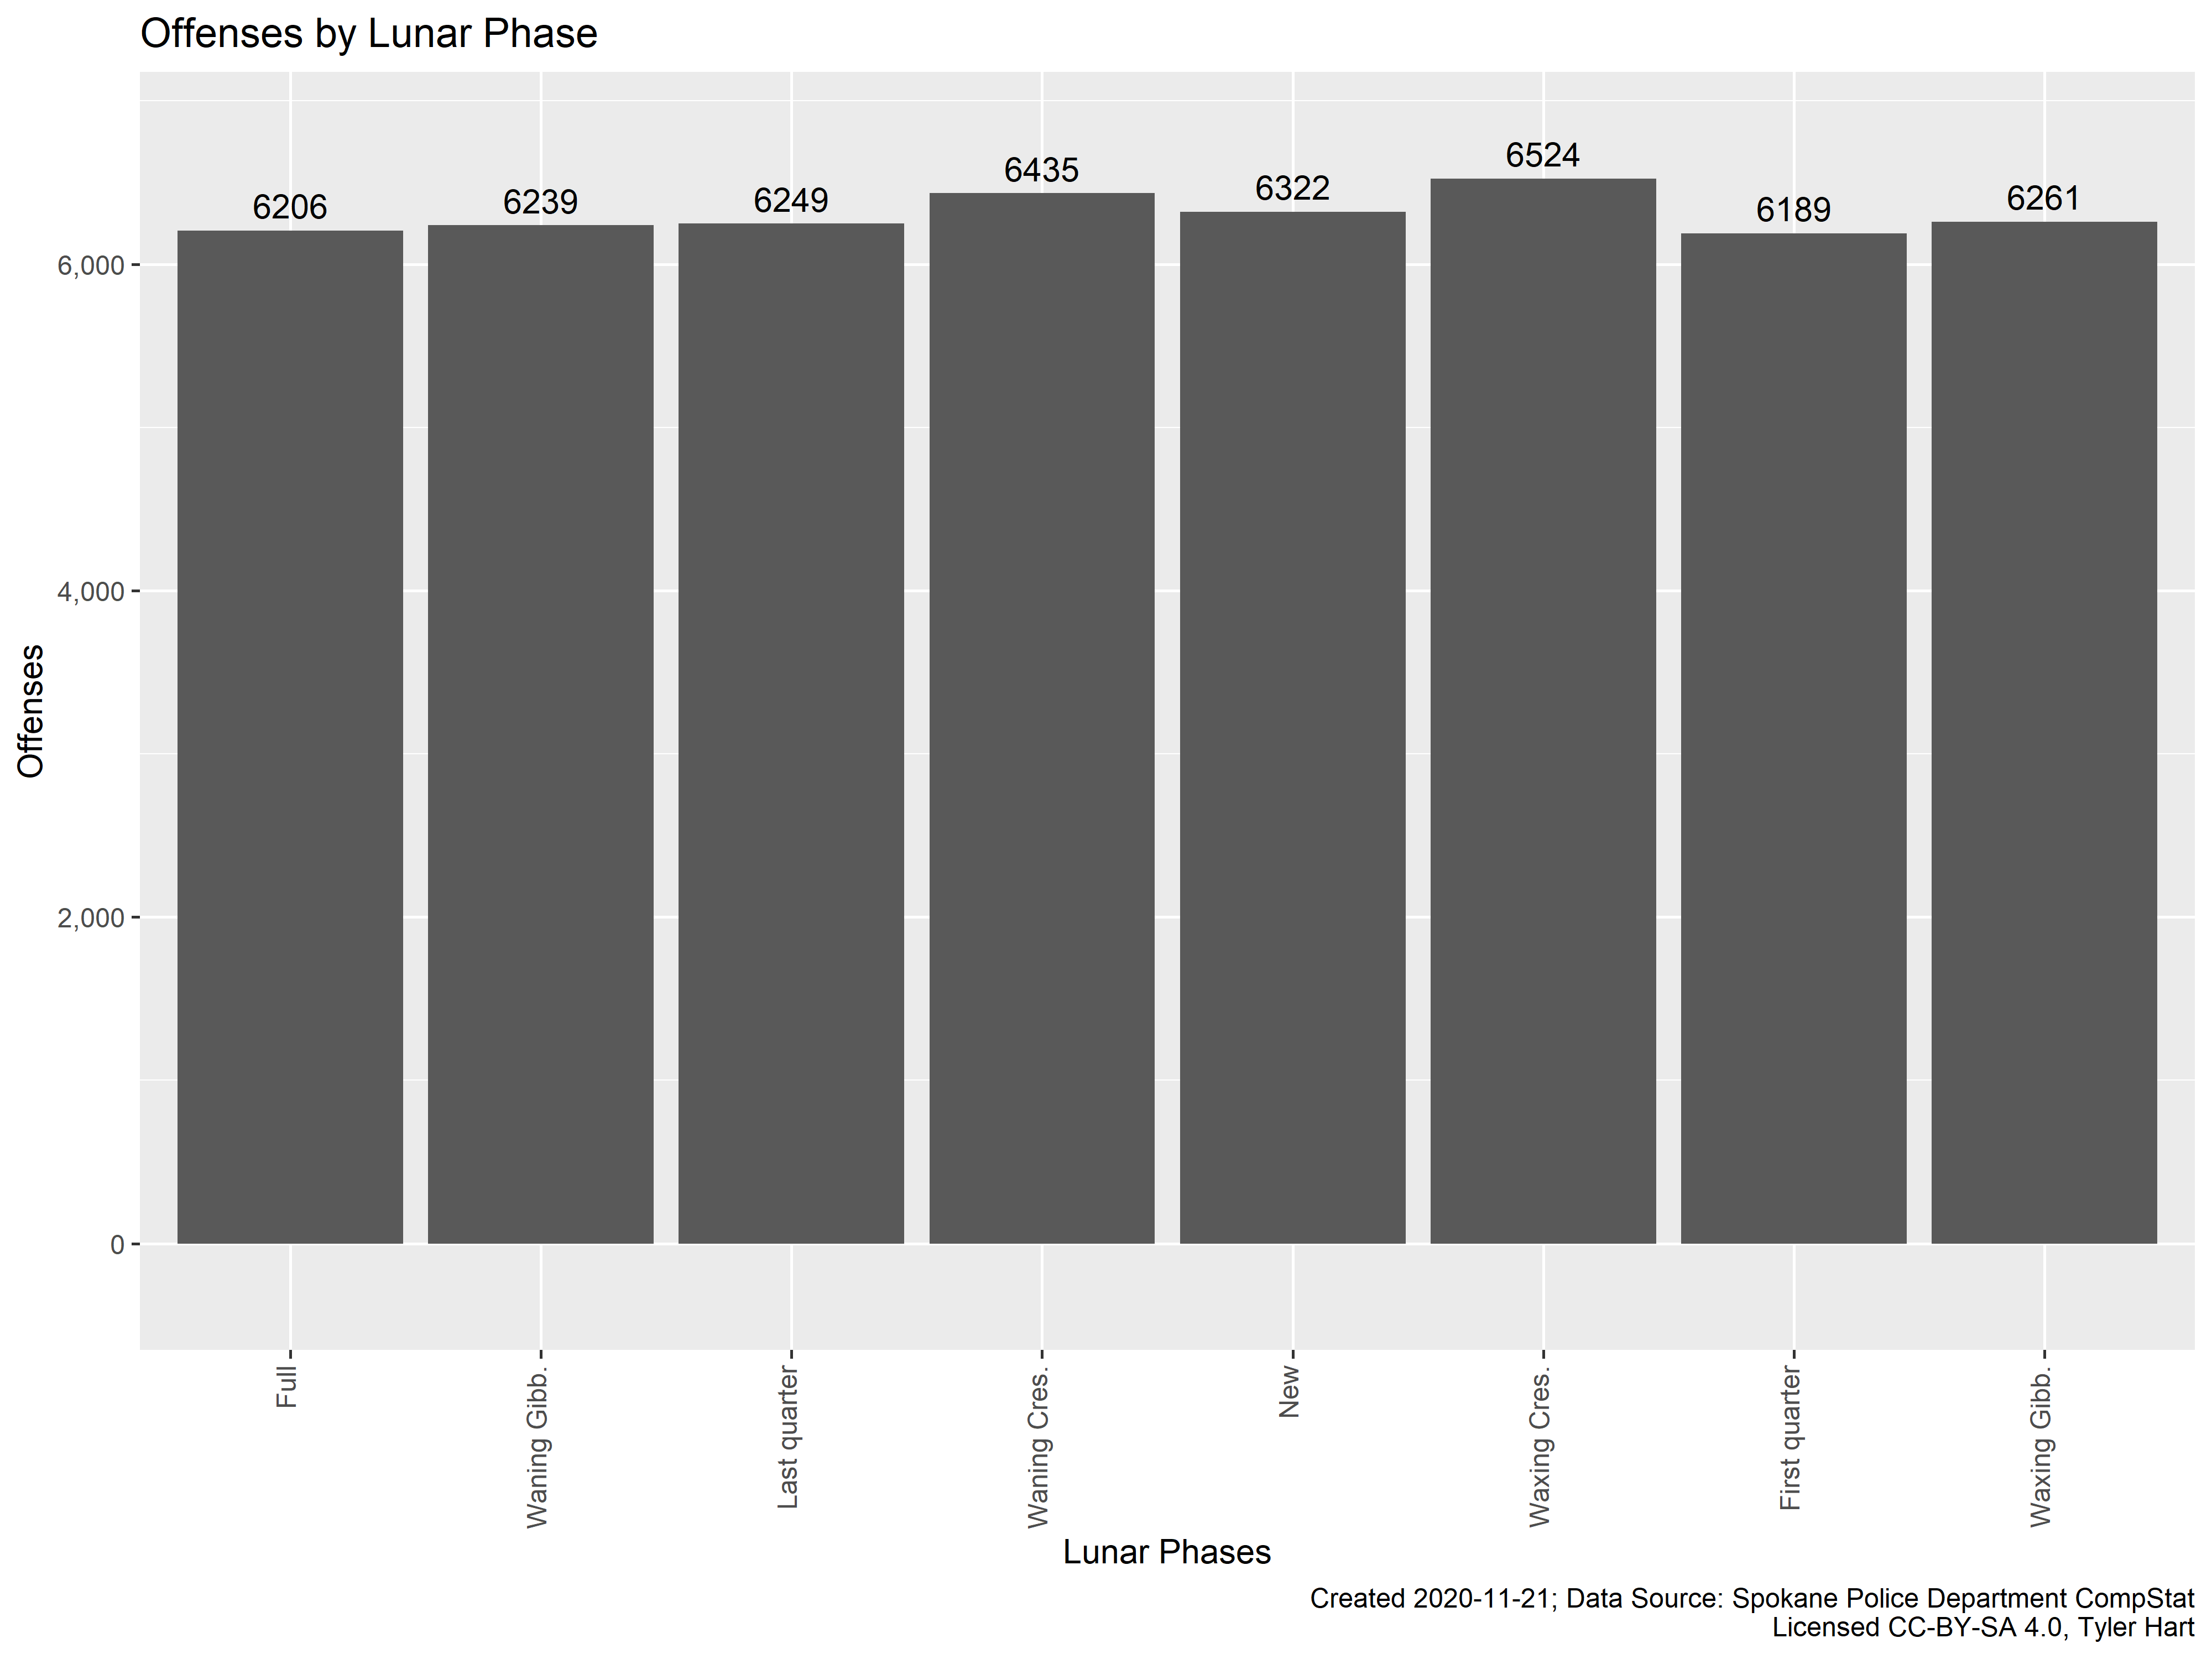 Offenses by Lunar Phase
6206
6239
6249
6435
6322
6524
6189
6261
6,000
4,000
2,000
0
Offenses
Full
Waning Gibb.
Last quarter
Waning Cres.
New
Waxing Cres.
First quarter
Waxing Gibb.
Lunar Phases
Created 2020-11-21; Data Source: Spokane Police Department CompStat
Licensed CC-BY-SA 4.0, Tyler Hart